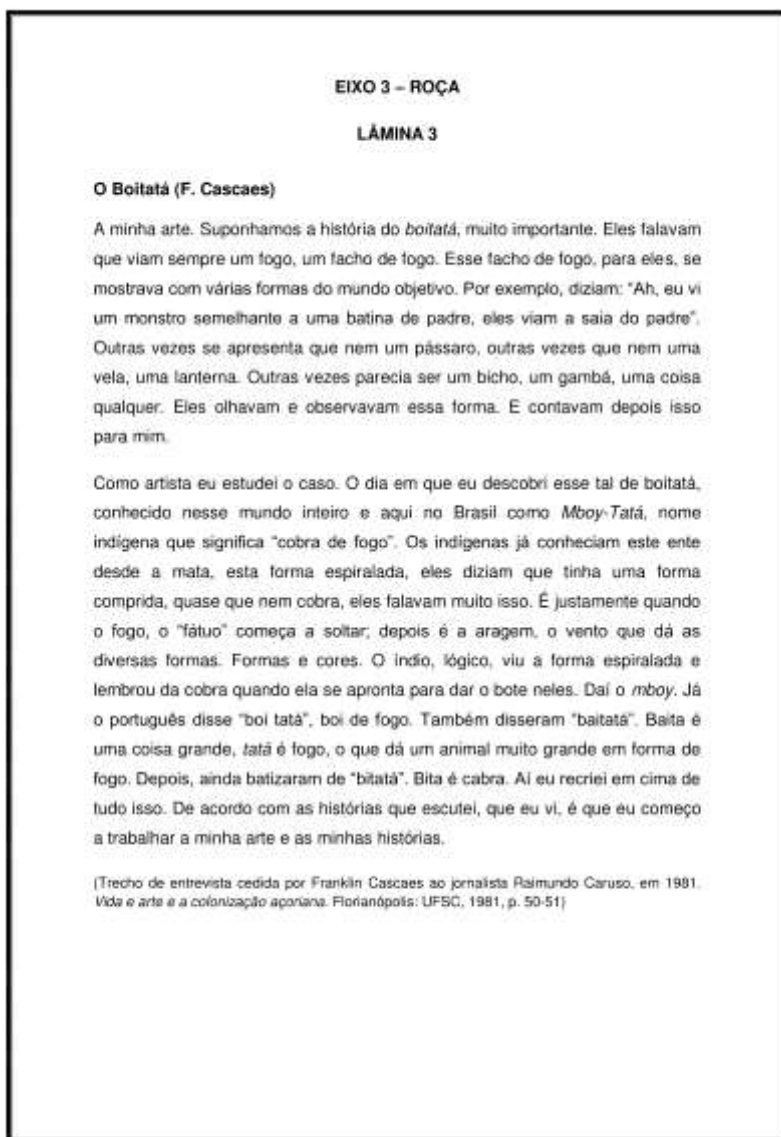 EIXO 3 – ROÇA
LÂMINA 3
O Boitatá (F. Cascaes)
A minha arte. Suponhamos a história do boitatá, muito importante. Eles falavam
que viam sempre um fogo, um facho de fogo. Esse facho de fogo, para eles, se
mostrava com várias formas do mundo objetivo. Por exemplo, diziam: “Ah, eu vi
um monstro semelhante a uma batina de padre, eles viam a saia do padre”.
Outras vezes se apresenta que nem um pássaro, outras vezes que nem uma
vela, uma lanterna. Outras vezes parecia ser um bicho, um gambá, uma coisa
qualquer. Eles olhavam e observavam essa forma. E contavam depois isso
para mim.
Como artista eu estudei o caso. O dia em que eu descobri esse tal de boitatá,
conhecido nesse mundo inteiro e aqui no Brasil como Mboy-Tatá, nome
indígena que significa “cobra de fogo”. Os indígenas já conheciam este ente
desde a mata, esta forma espiralada, eles diziam que tinha uma forma
comprida, quase que nem cobra, eles falavam muito isso. É justamente quando
o fogo, o “fátuo” começa a soltar; depois é a aragem, o vento que dá as
diversas formas. Formas e cores. O índio, lógico, viu a forma espiralada e
lembrou da cobra quando ela se apronta para dar o bote neles. Daí o mboy. Já
o português disse “boi tatá”, boi de fogo. Também disseram “baitatá”. Baita é
uma coisa grande, tatá é fogo, o que dá um animal muito grande em forma de
fogo. Depois, ainda batizaram de “bitatá”. Bita é cabra. Aí eu recriei em cima de
tudo isso. De acordo com as histórias que escutei, que eu vi, é que eu começo
a trabalhar a minha arte e as minhas histórias.
(Trecho de entrevista cedida por Franklin Cascaes ao jornalista Raimundo Caruso, em 1981.
Vida e arte e a colonização açoriana. Florianópolis: UFSC, 1981, p. 50-51)